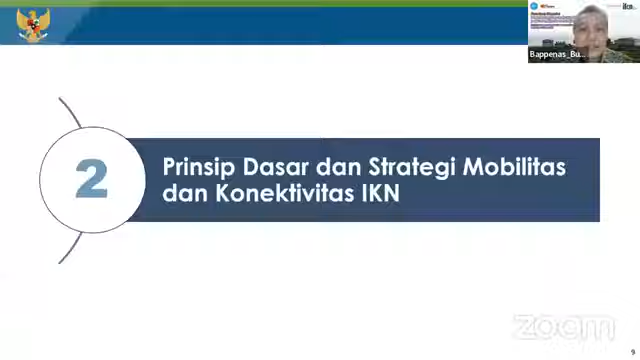 Bappenas_Bu...
2
Prinsip Dasar dan Strategi Mobilitas
dan Konektivitas IKN
zoom
9